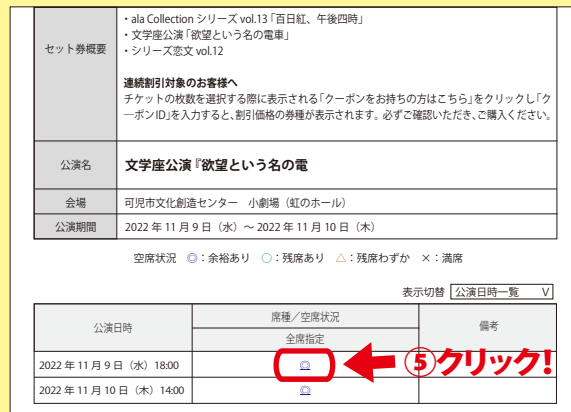 ・ala Collection シリーズ vol.13「百日紅、午後四時」
・文学座公演「欲望という名の電車」
・シリーズ恋文 vol.12
セット券概要
連続割引対象のお客様へ
チケットの枚数を選択する際に表示される「クーポンをお持ちの方はこちら」をクリックし「ク
ーポンID」を入力すると、割引価格の券種が表示されます。必ずご確認いただき、ご購入ください。
公演名 文学座公演『欲望という名の電
会場 可児市文化創造センター 小劇場（虹のホール）
公演期間 2022 年 11 月 9 日（水）～ 2022 年 11 月 10 日（木）
空席状況 ◎：余裕あり ○：残席あり △：残席わずか ×：満席
表示切替 公演日時一覧 V
公演日時 席種／空席状況 備考
全席指定
2022 年 11 月 9 日（水）18:00 ◎ ⑤クリック！
2022 年 11 月 10 日（木）14:00 ◎